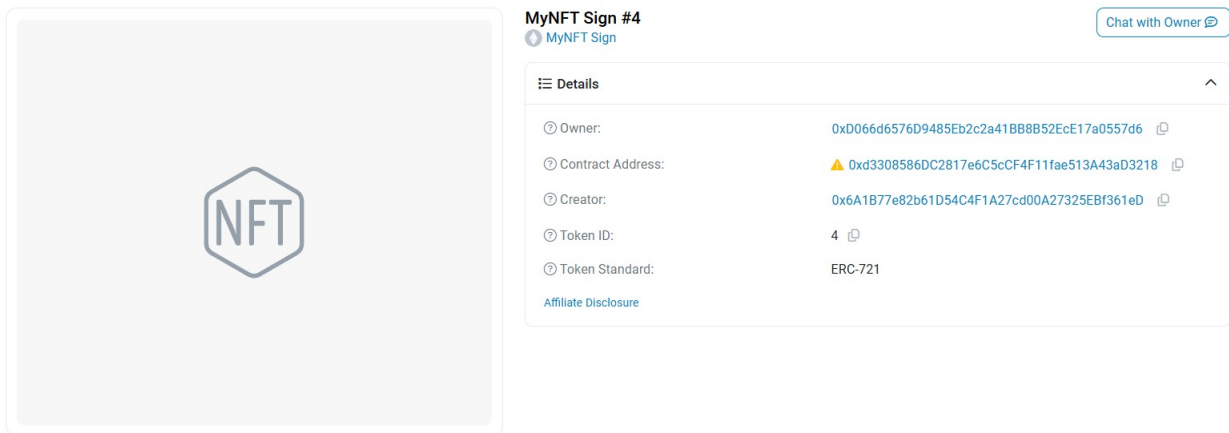 NFT
MyNFT Sign #4
MyNFT Sign
Chat with Owner
Details
Owner:
0xD066d6576D9485Eb2c2a41BB8B52EcE17a0557d6
Contract Address:
0xd3308586DC2817e6C5cCF4F11fae513A43aD3218
Creator:
0x6A1B77e82b61D54C4F1A27cd00A27325EBf361eD
Token ID:
4
Token Standard:
ERC-721
Affiliate Disclosure